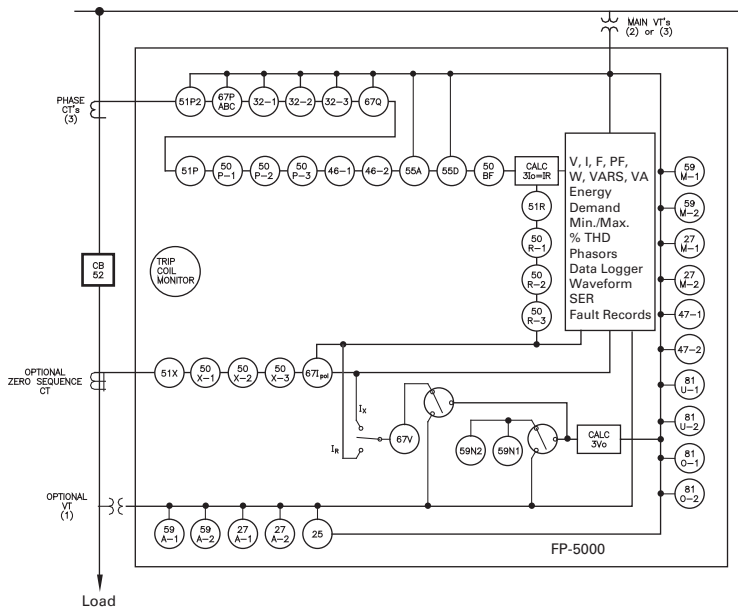 MAIN VT's
(2) or (3)
PHASE
CT's
(3)
51P2
67P
ABC
32-1
32-2
32-3
67Q
51P
50
P-1
50
P-2
50
P-3
46-1
46-2
55A
55D
50
BF
CALC
3Io=IR
V, I, F, PF,
W, VARS, VA
Energy
Demand
Min./Max.
% THD
Phasors
Data Logger
Waveform
SER
Fault Records
59
M-1
59
M-2
27
M-1
27
M-2
47-1
47-2
81
U-1
81
U-2
81
O-1
81
O-2
51R
50
R-1
50
R-2
50
R-3
CB
52
TRIP
COIL
MONITOR
OPTIONAL
ZERO SEQUENCE
CT
51X
50
X-1
50
X-2
50
X-3
67Ipol
IX
IR
67V
59N2
59N1
CALC
3Vo
OPTIONAL
VT
(1)
59
A-1
59
A-2
27
A-1
27
A-2
25
FP-5000
Load